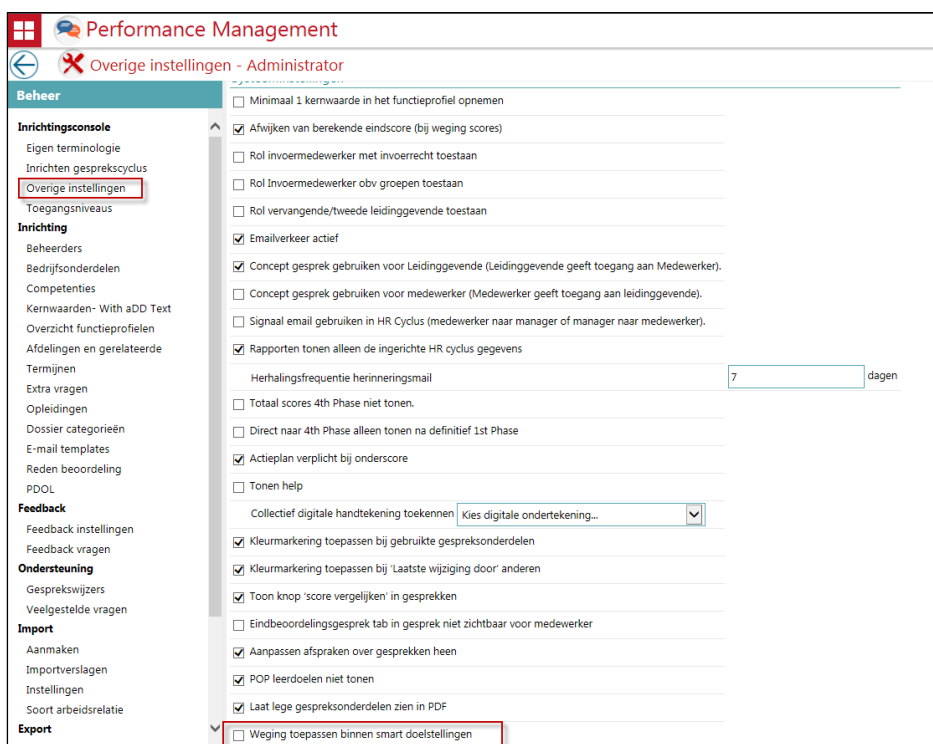 Performance Management
Overige instellingen - Administrator
Beheer
Inrichtingsconsole
Eigen terminologie
Inrichten gesprekscyclus
Overige instellingen
Toegangsniveaus
Inrichting
Beheerders
Bedrijfsonderdelen
Competenties
Kernwaarden- With aDD Text
Overzicht functieprofielen
Afdelingen en gerelateerde
Termijnen
Extra vragen
Opleidingen
Dossier categorieën
E-mail templates
Reden beoordeling
PDOL
Feedback
Feedback instellingen
Feedback vragen
Ondersteuning
Gesprekswijzers
Veelgestelde vragen
Import
Aanmaken
Importverslagen
Instellingen
Soort arbeidsrelatie
Export
Minimaal 1 kernwaarde in het functieprofiel opnemen
Afwijken van berekende eindscore (bij weging scores)
Rol invoermedewerker met invoerrecht toestaan
Rol Invoermedewerker obv groepen toestaan
Rol vervangende/tweede leidinggevende toestaan
Emailverkeer actief
Concept gesprek gebruiken voor Leidinggevende (Leidinggevende geeft toegang aan Medewerker).
Concept gesprek gebruiken voor medewerker (Medewerker geeft toegang aan leidinggevende).
Signaal email gebruiken in HR Cyclus (medewerker naar manager of manager naar medewerker).
Rapporten tonen alleen de ingerichte HR cyclus gegevens
Herhalingsfrequentie herinneringsmail 7 dagen
Totaal scores 4th Phase niet tonen.
Direct naar 4th Phase alleen tonen na definitief 1st Phase
Actieplan verplicht bij onderscore
Tonen help
Collectief digitale handtekening toekennen Kies digitale ondertekening...
Kleurmarkering toepassen bij gebruikte gespreksonderdelen
Kleurmarkering toepassen bij 'Laatste wijziging door' anderen
Toon knop 'score vergelijken' in gesprekken
Eindbeoordelingsgesprek tab in gesprek niet zichtbaar voor medewerker
Aanpassen afspraken over gesprekken heen
POP leerdoelen niet tonen
Laat lege gespreksonderdelen zien in PDF
Weging toepassen binnen smart doelstellingen